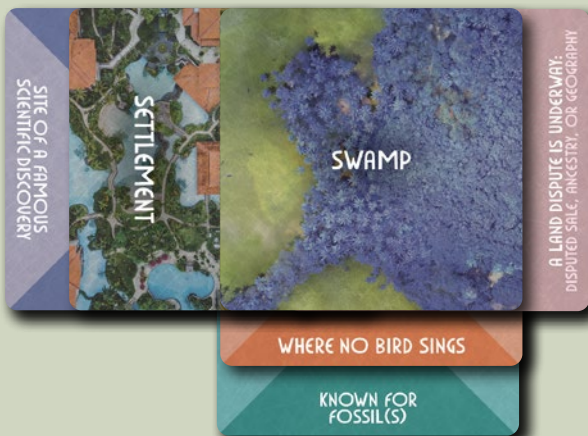 SITE OF A FAMOUS
SCIENTIFIC DISCOVERY
SETTLEMENT
SWAMP
A LAND DISPUTE IS UNDERWAY:
DISPUTED SALE, ANCESTRY, OR GEOGRAPHY
WHERE NO BIRD SINGS
KNOWN FOR
FOSSIL(S)